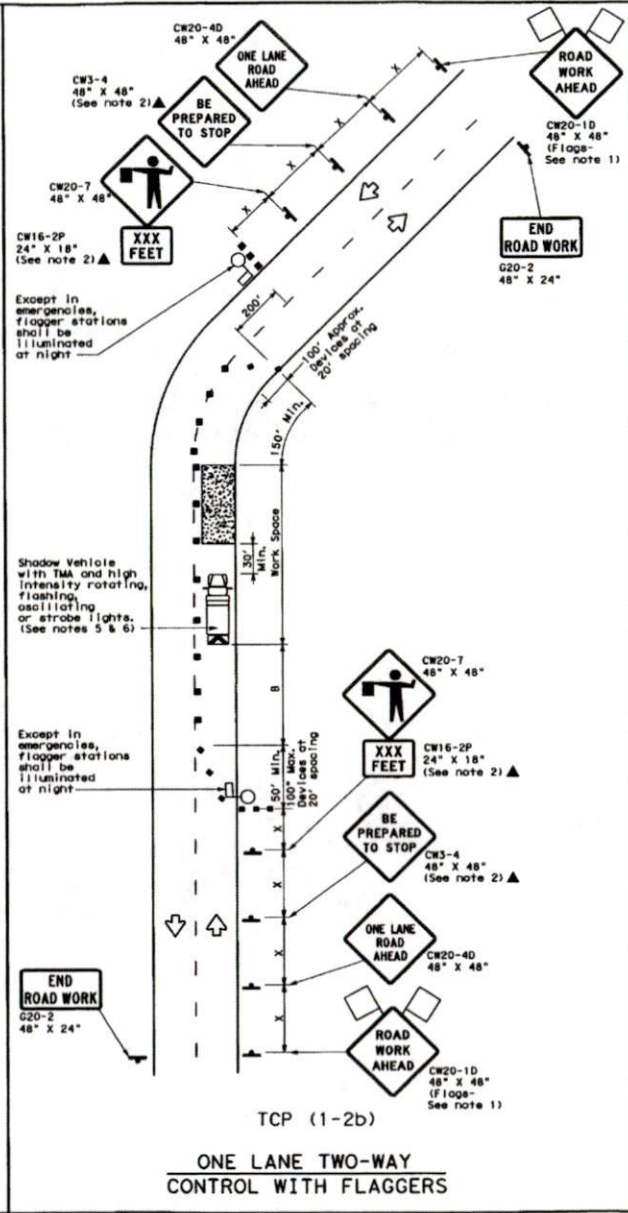 CW20-4D
48" X 48"
ONE LANE
ROAD
AHEAD
ROAD
WORK
AHEAD
CW3-4
48" X 48"
(See note 2)▲
BE
PREPARED
TO STOP
X
X
CW20-1D
48" X 48"
(Flags-
See note 1)
CW20-7
48" X 48"
X
X
END
ROAD WORK
G20-2
48" X 24"
CW16-2P
24" X 18"
(See note 2)▲
XXX
FEET
Except in
emergencies,
flagger stations
shall be
illuminated
at night
200'
100' Approx.
Devices at
20' spacing
150' Min.
Work Space
30'
Min.
Shadow Vehicle
with TMA and high
intensity rotating,
flashing,
oscillating
or strobe lights.
(See notes 5 & 6)
B
CW20-7
48" X 48"
Except in
emergencies,
flagger stations
shall be
illuminated
at night
50' Min.
100" Max.
Devices at
20' spacing
XXX
FEET
CW16-2P
24" X 18"
(See note 2)▲
X
BE
PREPARED
TO STOP
CW3-4
48" X 48"
(See note 2)▲
X
ONE LANE
ROAD
AHEAD
CW20-4D
48" X 48"
X
END
ROAD WORK
G20-2
48" X 24"
X
ROAD
WORK
AHEAD
CW20-1D
48" X 48"
(Flags-
See note 1)
TCP (1-2b)
ONE LANE TWO-WAY
CONTROL WITH FLAGGERS